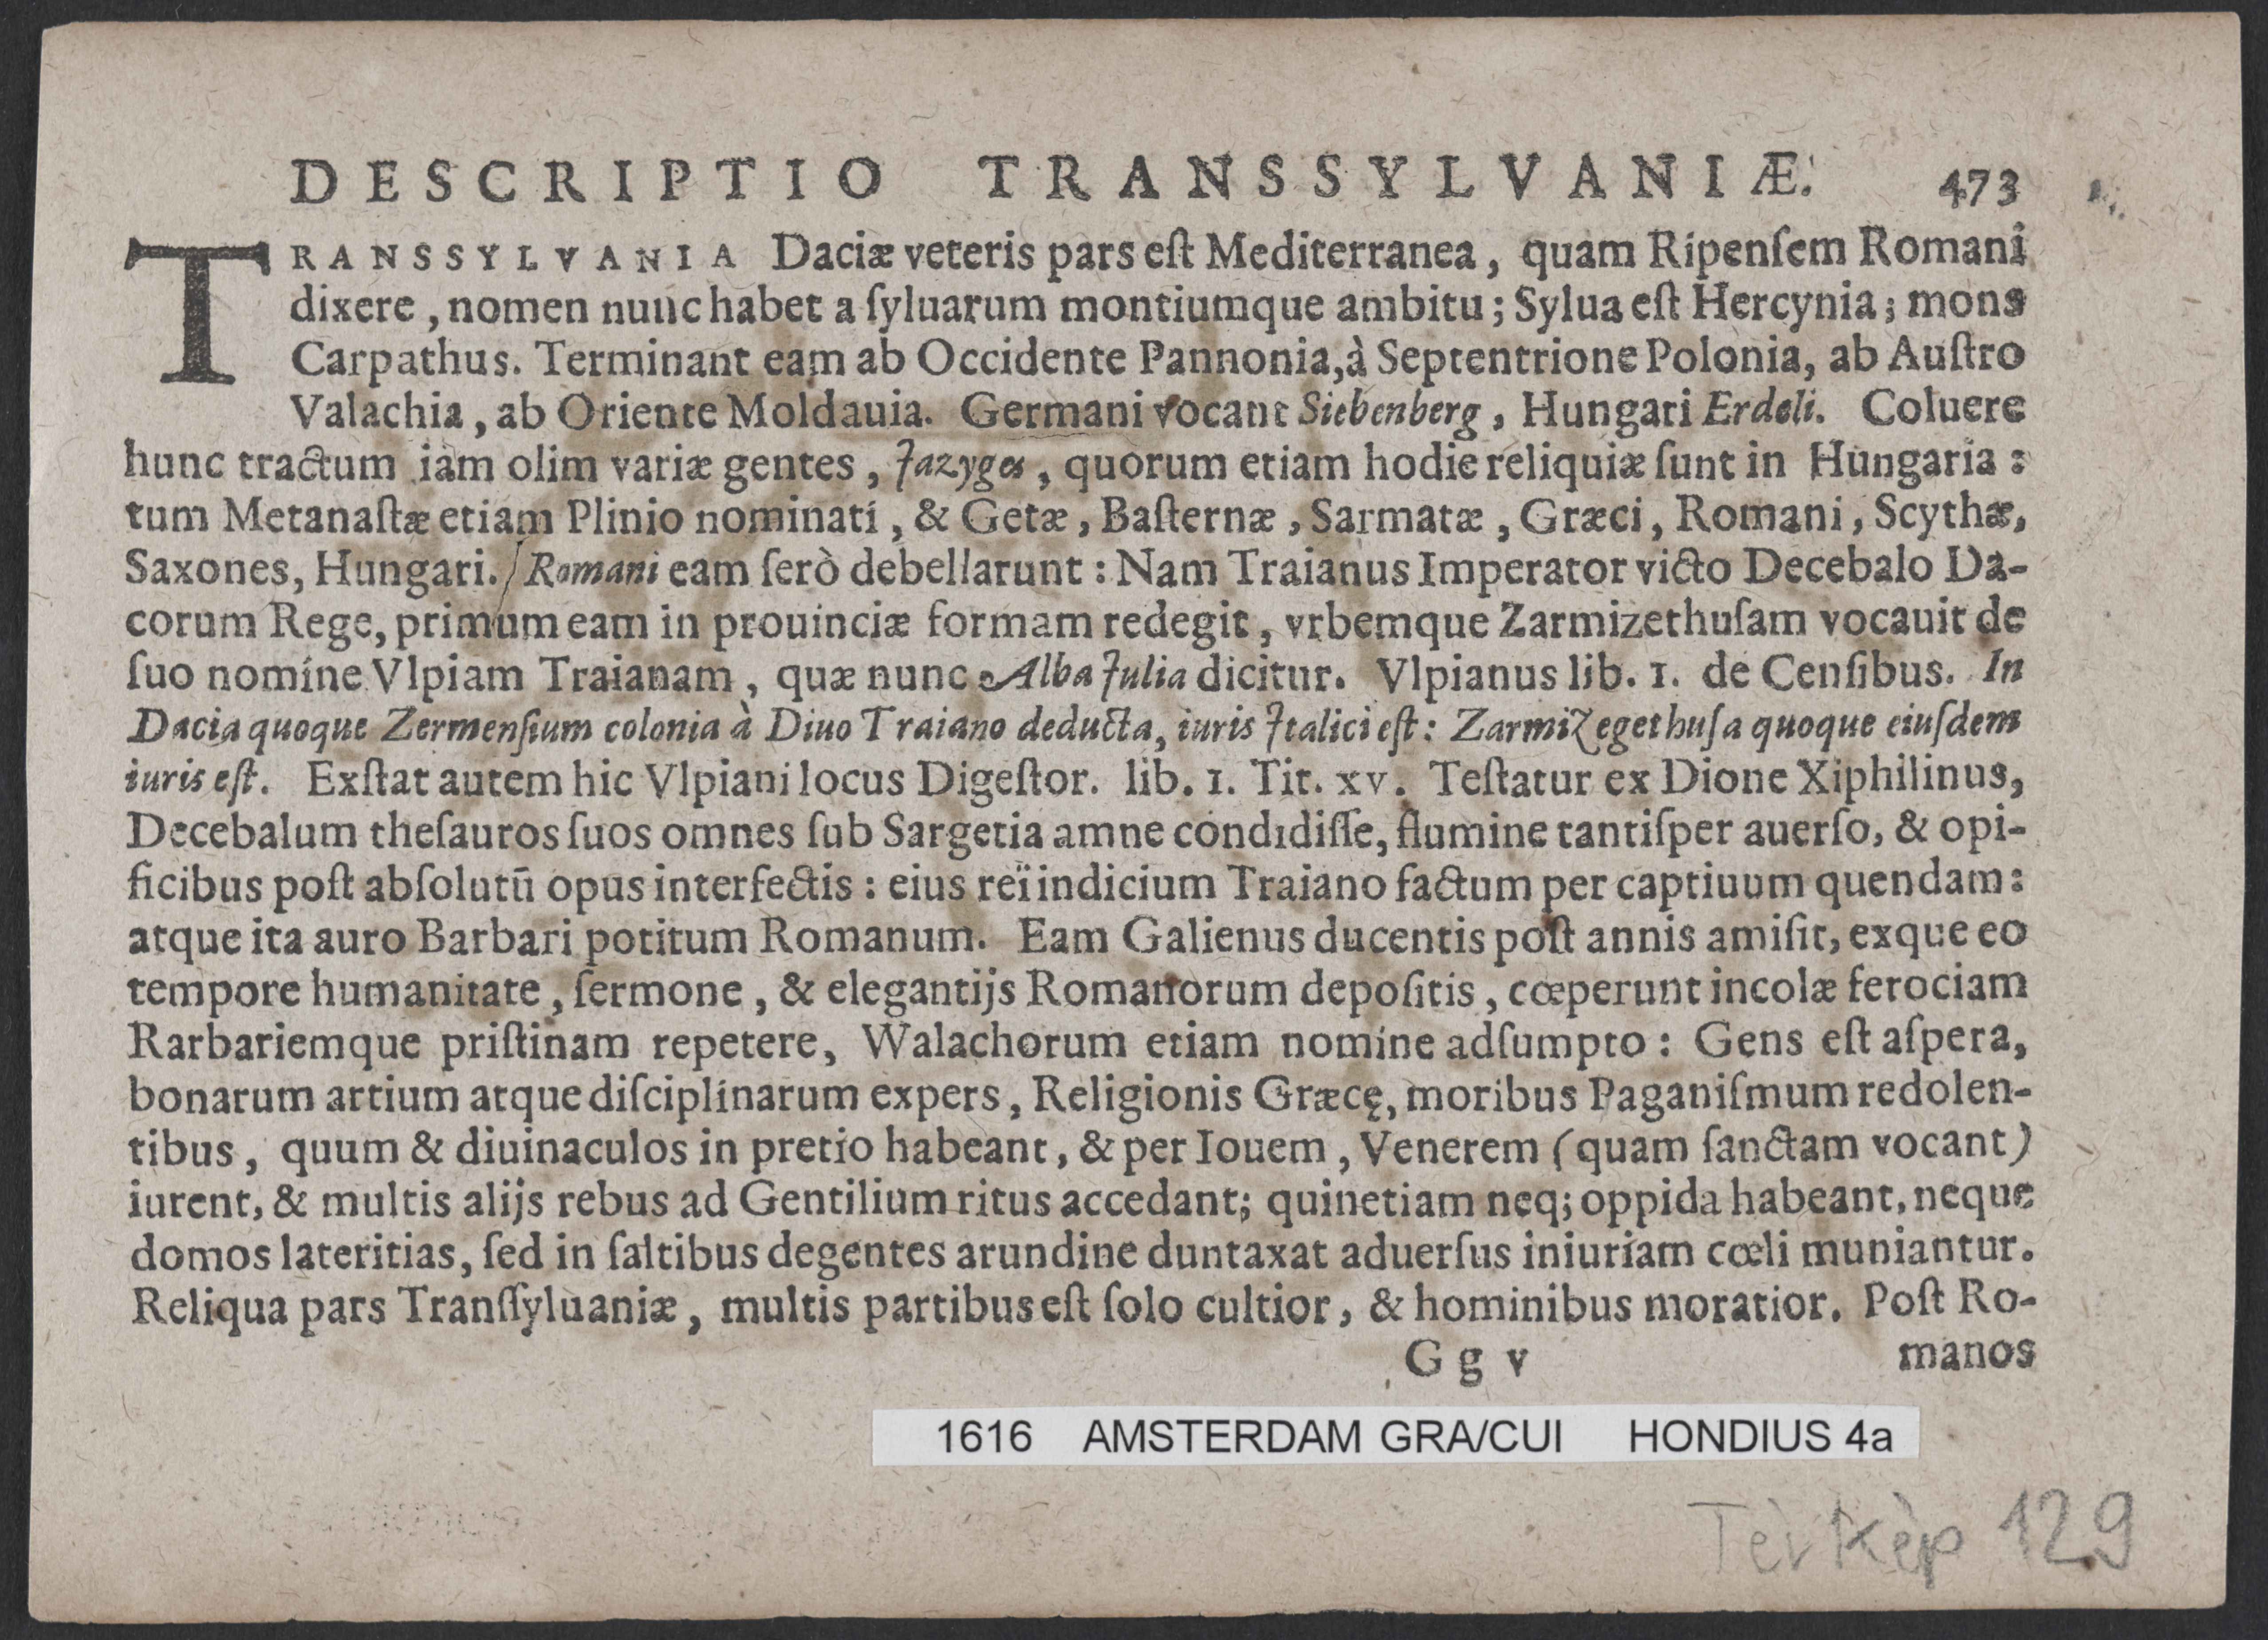 DESCRIPTIO TRANSSYLVANIÆ. 473
TRANSSYLVANIA Daciæ veteris pars eſt Mediterranea, quam Ripenſem Romani
dixere, nomen nunc habet a ſyluarum montiumque ambitu; Sylua eſt Hercynia; mons
Carpathus. Terminant eam ab Occidente Pannonia, à Septentrione Polonia, ab Auſtro
Valachia, ab Oriente Moldauia. Germani vocant Siebenberg, Hungari Erdeli. Coluere
hunc tractum iam olim variæ gentes, Jazyges, quorum etiam hodie reliquiæ ſunt in Hungaria:
tum Metanaſtæ etiam Plinio nominati, & Getæ, Baſternæ, Sarmatæ, Græci, Romani, Scythæ,
Saxones, Hungari. Romani eam ſerò debellarunt: Nam Traianus Imperator victo Decebalo Da-
corum Rege, primum eam in prouinciæ formam redegit, vrbemque Zarmizethuſam vocauit de
ſuo nomine Vlpiam Traianam, quæ nunc Alba Julia dicitur. Vlpianus lib. 1. de Cenſibus. In
Dacia quoque Zermenſium colonia à Diuo Traiano deducta, iuris Italici eſt: Zarmizegethuſa quoque eiuſdem
iuris eſt. Exſtat autem hic Vlpiani locus Digeſtor. lib. 1. Tit. xv. Teſtatur ex Dione Xiphilinus,
Decebalum theſauros ſuos omnes ſub Sargetia amne condidiſſe, flumine tantiſper auerſo, & opi-
ficibus poſt abſolutū opus interfectis: eius reï indicium Traiano factum per captiuum quendam:
atque ita auro Barbari potitum Romanum. Eam Galienus ducentis poſt annis amiſit, exque eo
tempore humanitate, ſermone, & elegantijs Romanorum depoſitis, cœperunt incolæ ferociam
Rarbariemque priſtinam repetere, Walachorum etiam nomine adſumpto: Gens eſt aſpera,
bonarum artium atque diſciplinarum expers, Religionis Græcę, moribus Paganiſmum redolen-
tibus, quum & diuinaculos in pretio habeant, & per Iouem, Venerem (quam ſanctam vocant)
iurent, & multis alijs rebus ad Gentilium ritus accedant; quinetiam neq; oppida habeant, neque
domos lateritias, ſed in ſaltibus degentes arundine duntaxat aduerſus iniuriam cœli muniantur.
Reliqua pars Tranſſyluaniæ, multis partibus eſt ſolo cultior, & hominibus moratior. Poſt Ro-
Gg v manos
1616 AMSTERDAM GRA/CUI HONDIUS 4a
Tèrkèp 129